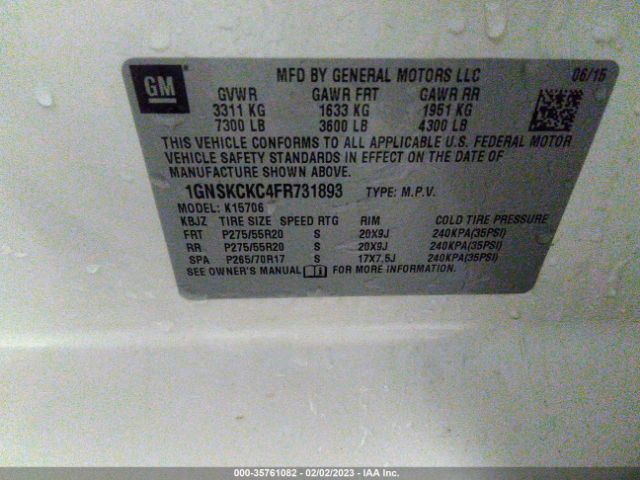 GM
MFD BY GENERAL MOTORS LLC 06/15
GVWR GAWR FRT GAWR RR
3311 KG 1633 KG 1951 KG
7300 LB 3600 LB 4300 LB
THIS VEHICLE CONFORMS TO ALL APPLICABLE U.S. FEDERAL MOTOR
VEHICLE SAFETY STANDARDS IN EFFECT ON THE DATE OF
MANUFACTURE SHOWN ABOVE.
1GNSKCKC4FR731893 TYPE: M.P.V.
MODEL: K15706
KBJZ TIRE SIZE SPEED RTG RIM COLD TIRE PRESSURE
FRT P275/55R20 S 20X9J 240KPA(35PSI)
RR P275/55R20 S 20X9J 240KPA(35PSI)
SPA P265/70R17 S 17X7.5J 240KPA(35PSI)
SEE OWNER'S MANUAL FOR MORE INFORMATION.
000-35761082 - 02/02/2023 - IAA Inc.